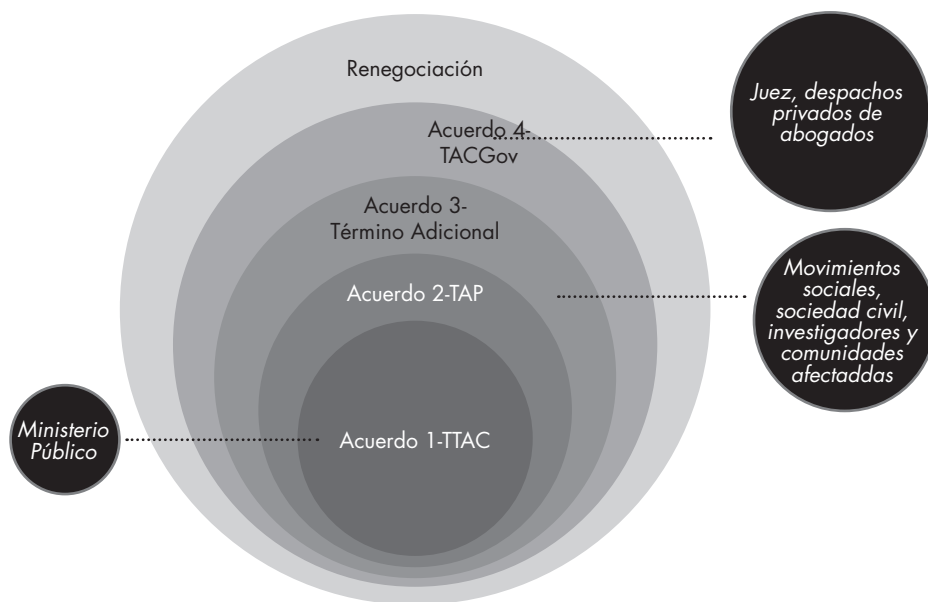 Renegociación
Acuerdo 4-
TACGov
Acuerdo 3-
Término Adicional
Acuerdo 2-TAP
Acuerdo 1-TTAC
Juez, despachos
privados de
abogados
Movimientos
sociales,
sociedad civil,
investigadores y
comunidades
afectaddas
Ministerio
Público